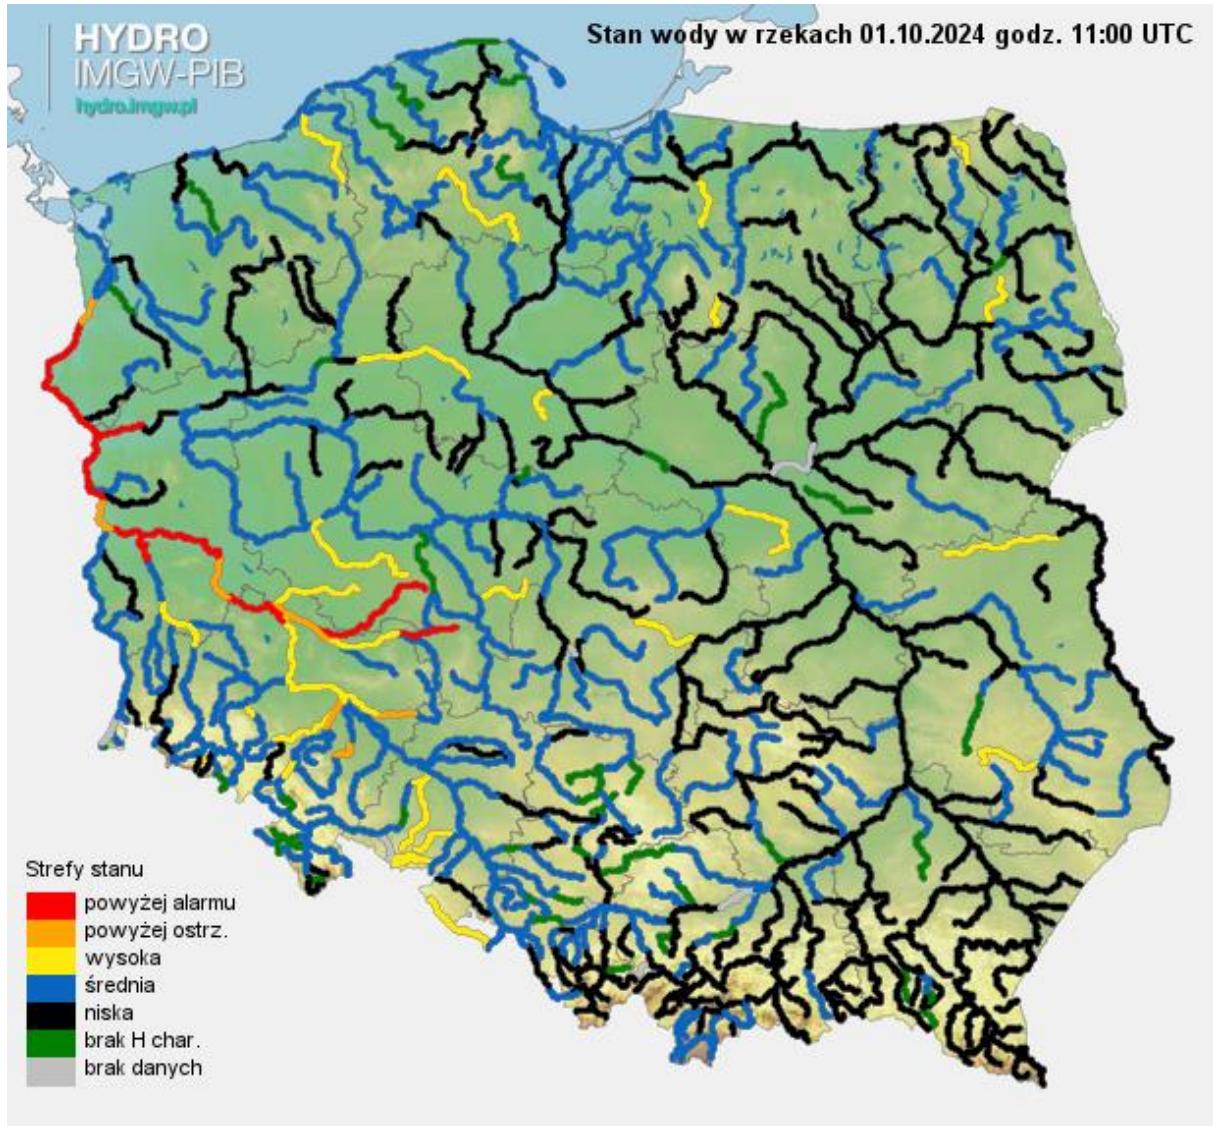 HYDRO
IMGW-PIB
hydro.imgw.pl
Stan wody w rzekach 01.10.2024 godz. 11:00 UTC
Strefy stanu
powyżej alarmu
powyżej ostrz.
wysoka
średnia
niska
brak H char.
brak danych